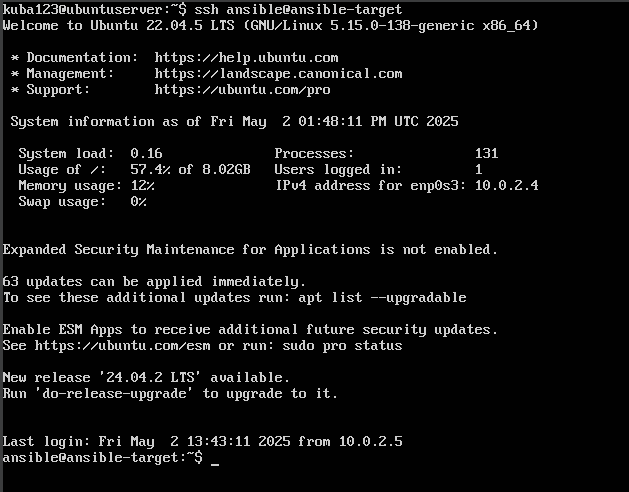 kuba123@ubuntuserver:~$ ssh ansible@ansible-target
Welcome to Ubuntu 22.04.5 LTS (GNU/Linux 5.15.0-138-generic x86_64)
* Documentation:  https://help.ubuntu.com
* Management:     https://landscape.canonical.com
* Support:        https://ubuntu.com/pro
System information as of Fri May  2 01:48:11 PM UTC 2025
System load:  0.16              Processes:               131
Usage of /:   57.4% of 8.02GB   Users logged in:         1
Memory usage: 12%               IPv4 address for enp0s3: 10.0.2.4
Swap usage:   0%
Expanded Security Maintenance for Applications is not enabled.
63 updates can be applied immediately.
To see these additional updates run: apt list --upgradable
Enable ESM Apps to receive additional future security updates.
See https://ubuntu.com/esm or run: sudo pro status
New release '24.04.2 LTS' available.
Run 'do-release-upgrade' to upgrade to it.
Last login: Fri May  2 13:43:11 2025 from 10.0.2.5
ansible@ansible-target:~$ _